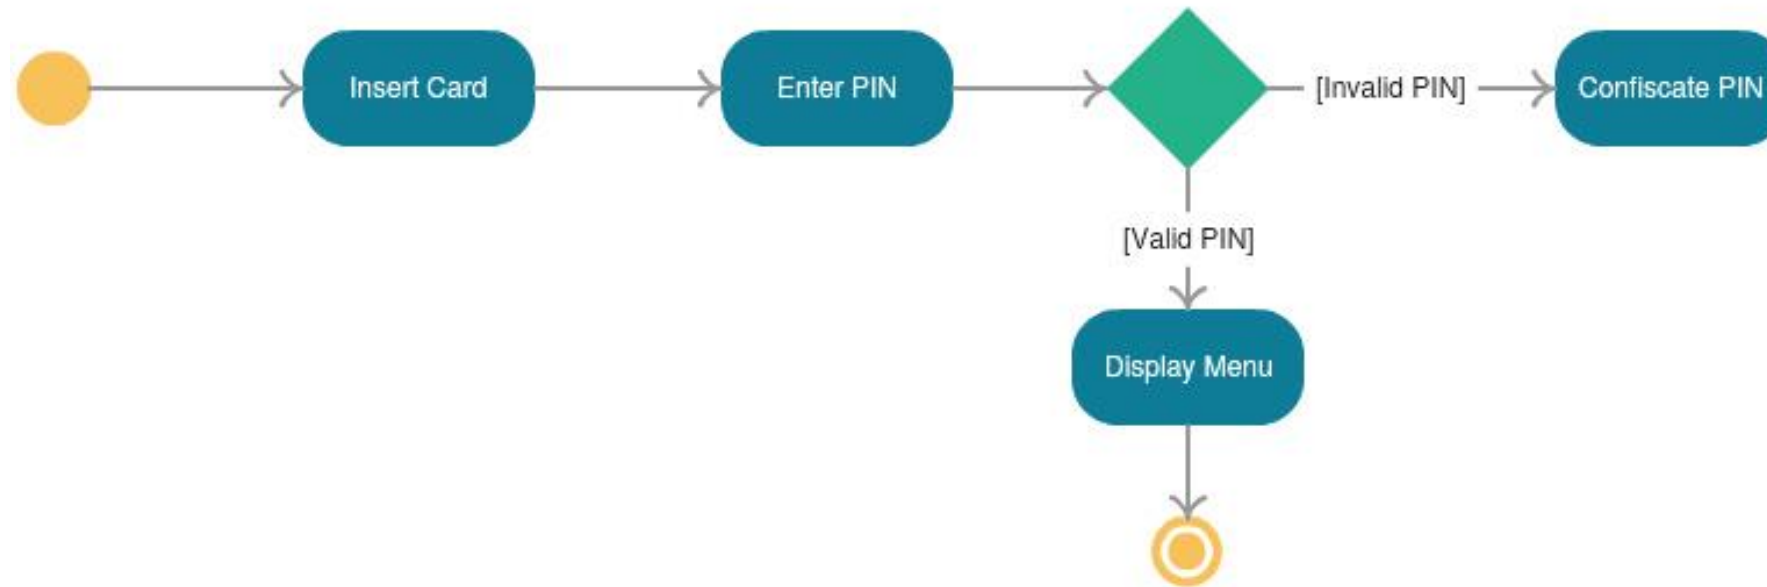 Insert Card
Enter PIN
[Invalid PIN]
Confiscate PIN
[Valid PIN]
Display Menu